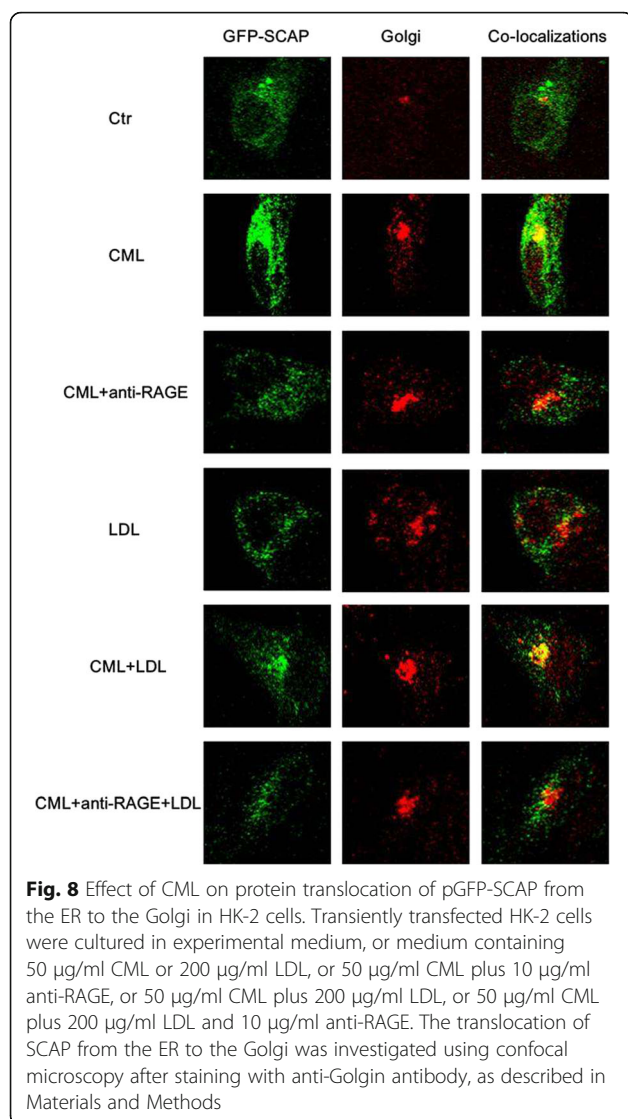 GFP-SCAP Golgi Co-localizations
Ctr
CML
CML+anti-RAGE
LDL
CML+LDL
CML+anti-RAGE+LDL
Fig. 8 Effect of CML on protein translocation of pGFP-SCAP from
the ER to the Golgi in HK-2 cells. Transiently transfected HK-2 cells
were cultured in experimental medium, or medium containing
50 μg/ml CML or 200 μg/ml LDL, or 50 μg/ml CML plus 10 μg/ml
anti-RAGE, or 50 μg/ml CML plus 200 μg/ml LDL, or 50 μg/ml CML
plus 200 μg/ml LDL and 10 μg/ml anti-RAGE. The translocation of
SCAP from the ER to the Golgi was investigated using confocal
microscopy after staining with anti-Golgin antibody, as described in
Materials and Methods